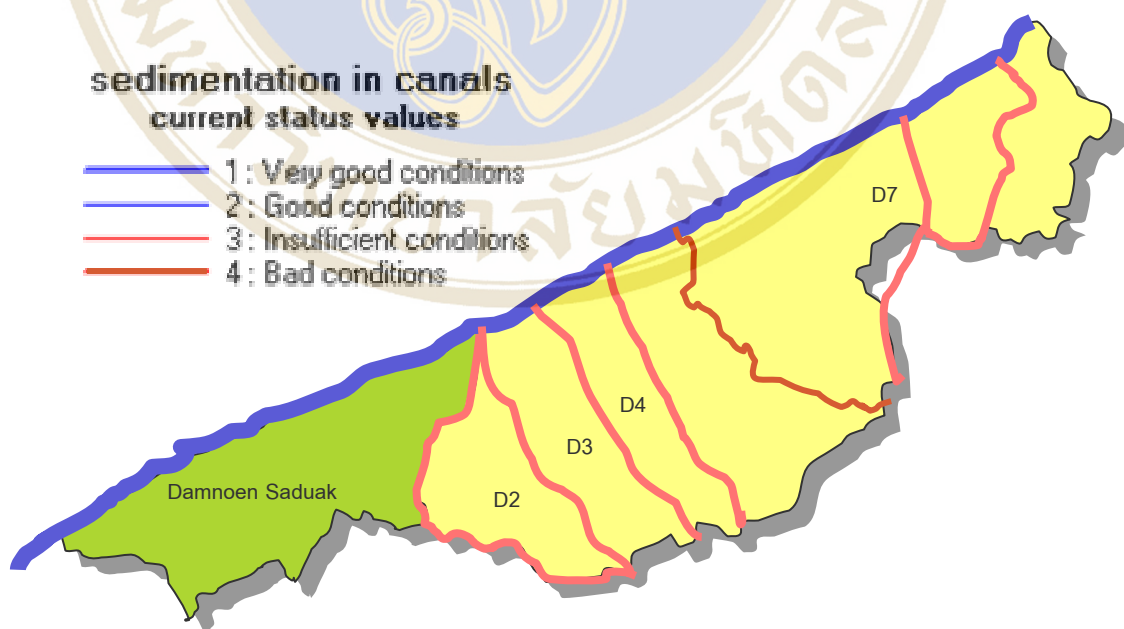 sedimentation in canals
current status values
1 : Very good conditions
2 : Good conditions
3 : Insufficient conditions
4 : Bad conditions
D7
D4
D3
Damnoen Saduak
D2